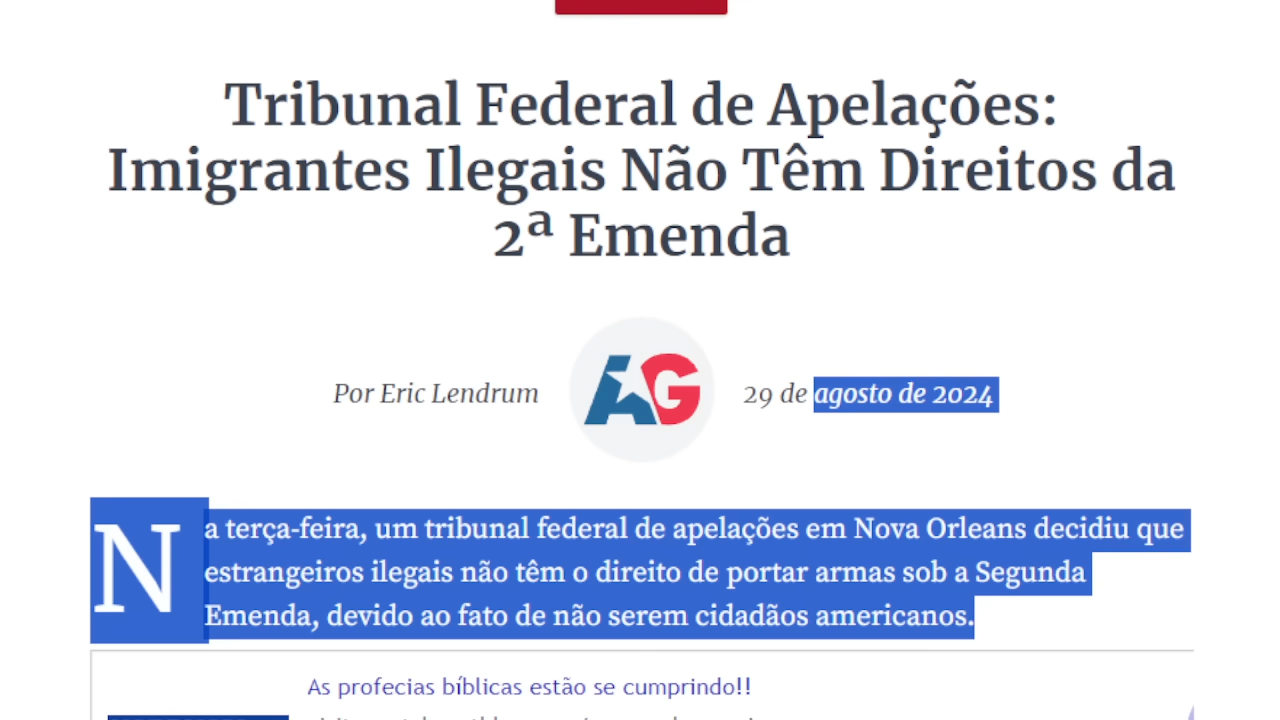 Tribunal Federal de Apelações:
Imigrantes Ilegais Não Têm Direitos da
2ª Emenda
Por Eric Lendrum
AG
29 de agosto de 2024
Na terça-feira, um tribunal federal de apelações em Nova Orleans decidiu que
estrangeiros ilegais não têm o direito de portar armas sob a Segunda
Emenda, devido ao fato de não serem cidadãos americanos.
As profecias bíblicas estão se cumprindo!!